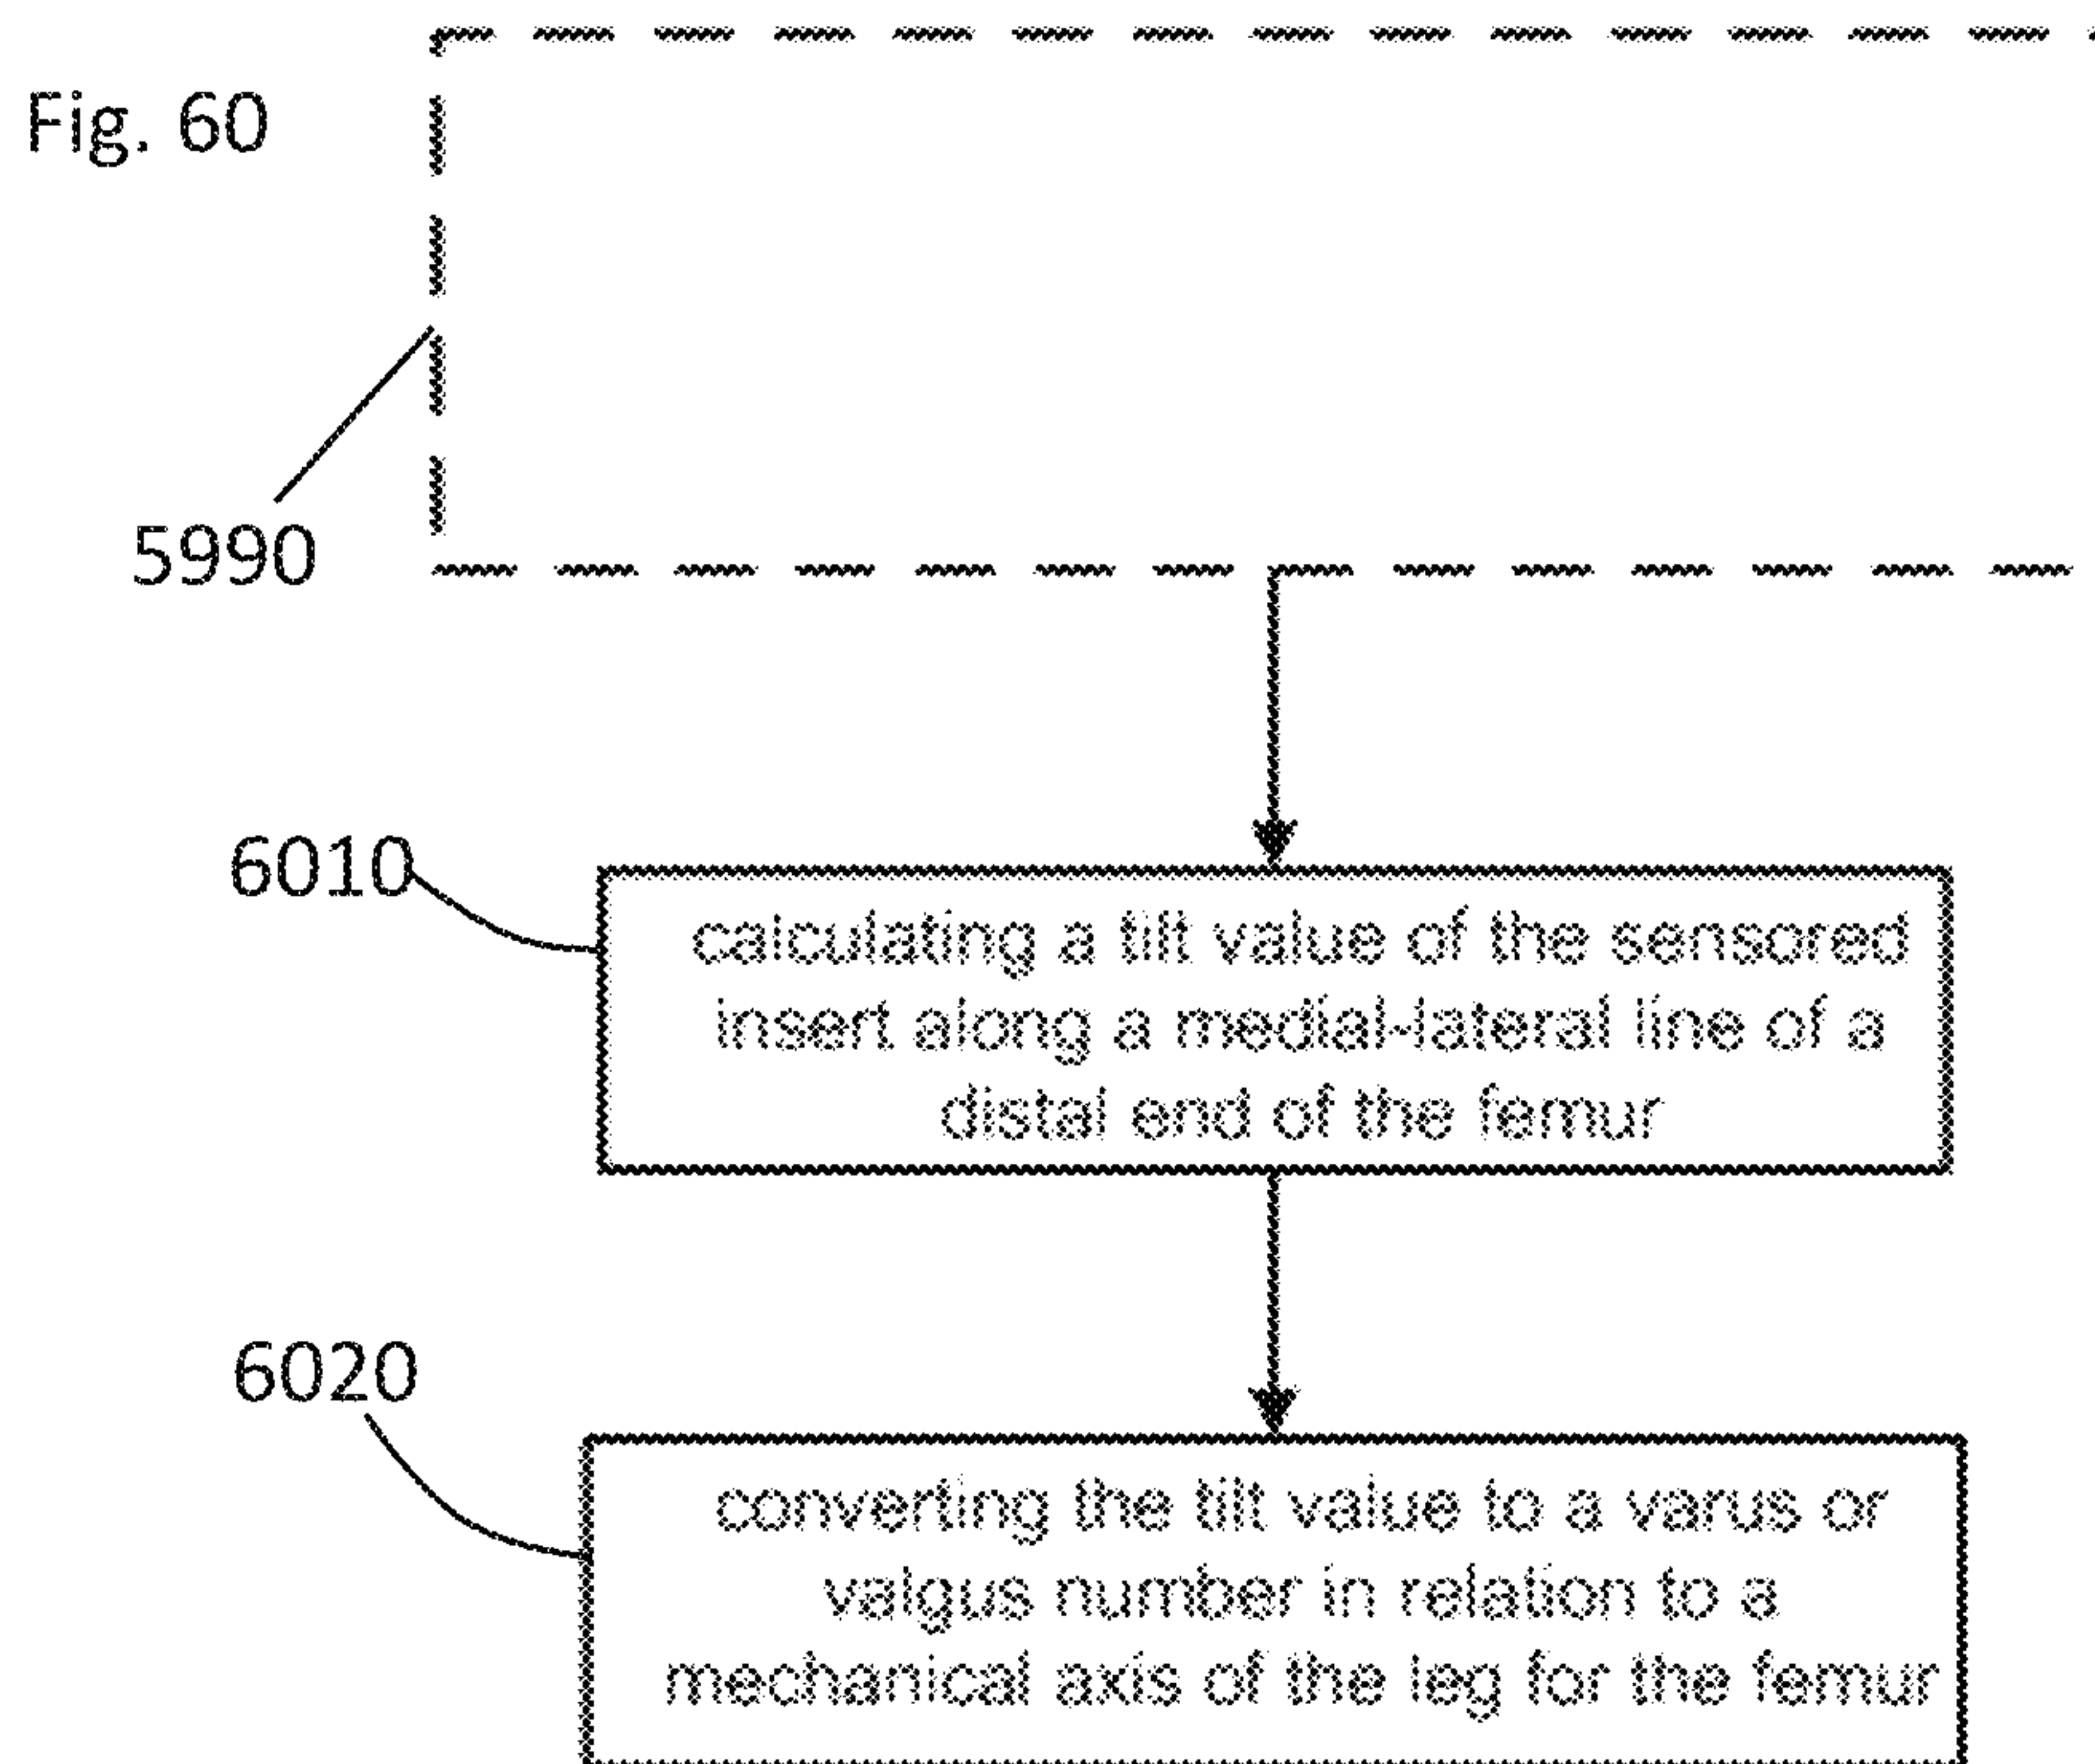 Fig. 60
5990
6010
calculating a tilt value of the sensored
insert along a medial-lateral line of a
distal end of the femur
6020
converting the tilt value to a varus or
valgus number in relation to a
mechanical axis of the leg for the femur